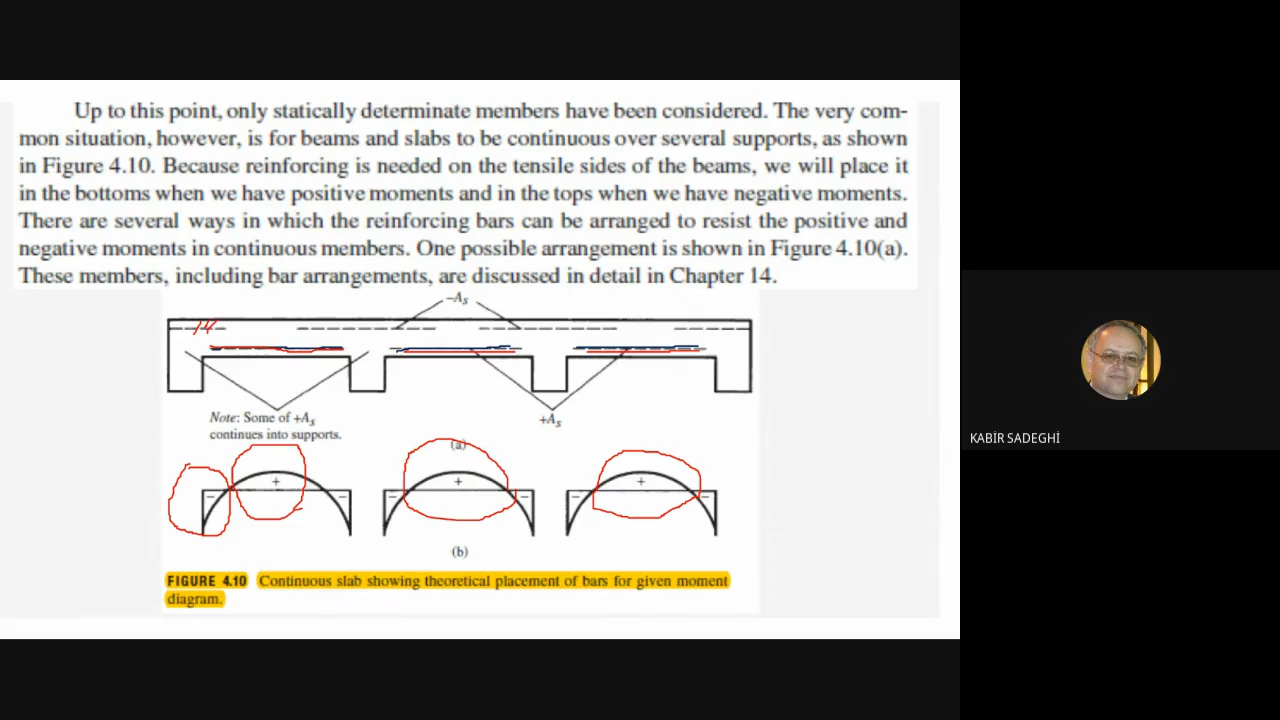 Up to this point, only statically determinate members have been considered. The very com-
mon situation, however, is for beams and slabs to be continuous over several supports, as shown
in Figure 4.10. Because reinforcing is needed on the tensile sides of the beams, we will place it
in the bottoms when we have positive moments and in the tops when we have negative moments.
There are several ways in which the reinforcing bars can be arranged to resist the positive and
negative moments in continuous members. One possible arrangement is shown in Figure 4.10(a).
These members, including bar arrangements, are discussed in detail in Chapter 14.
–As
Note: Some of +As
continues into supports.
+As
(a)
– + –
– + –
– + –
(b)
FIGURE 4.10 Continuous slab showing theoretical placement of bars for given moment
diagram.
KABİR SADEGHİ